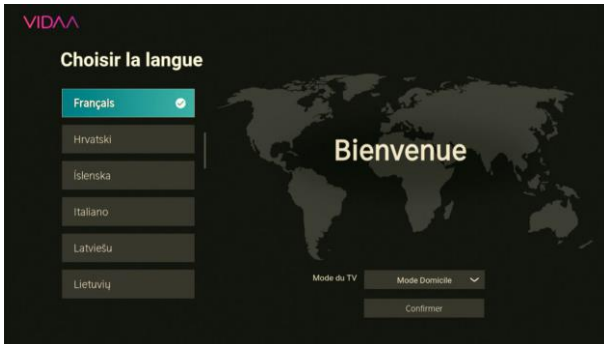 VIDAA
Choisir la langue
Français
Hrvatski
Íslenska
Italiano
Latviešu
Lietuvių
Bienvenue
Mode du TV
Mode Domicile
Confirmer